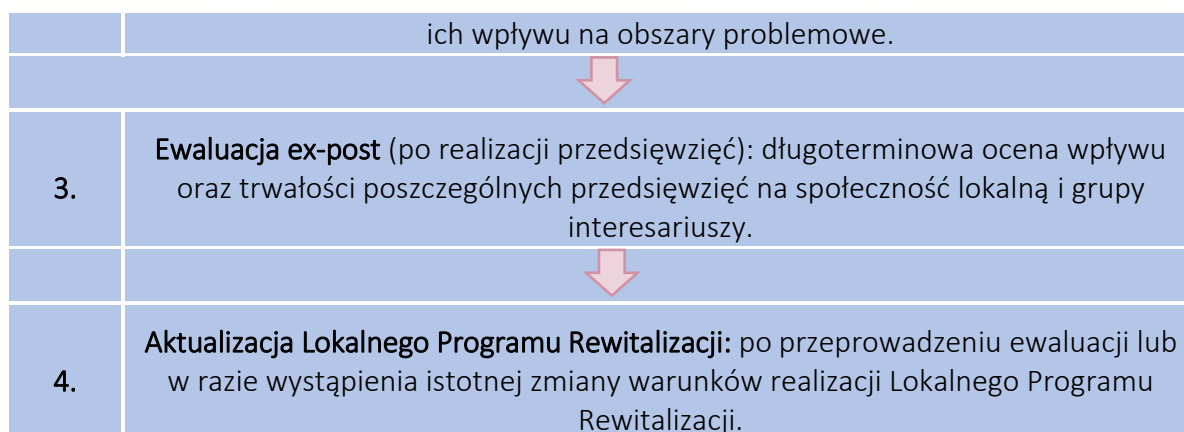 ich wpływu na obszary problemowe.
3.
Ewaluacja ex-post (po realizacji przedsięwzięć): długoterminowa ocena wpływu
oraz trwałości poszczególnych przedsięwzięć na społeczność lokalną i grupy
interesariuszy.
4.
Aktualizacja Lokalnego Programu Rewitalizacji: po przeprowadzeniu ewaluacji lub
w razie wystąpienia istotnej zmiany warunków realizacji Lokalnego Programu
Rewitalizacji.